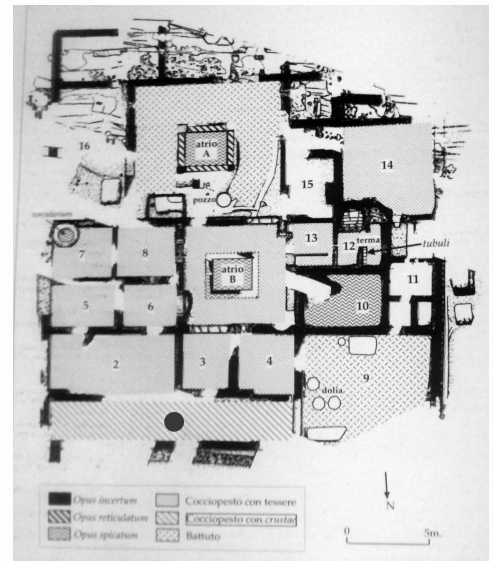 atrio
A
16
14
pozzo
15
torcularium
7
8
13
12
terma
tubuli
atrio
B
11
5
6
10
2
3
4
9
dolia
N
Opus incertum
Opus reticulatum
Opus spicatum
Cocciopesto con tessere
Cocciopesto con crustae
Battuto
0
5m.